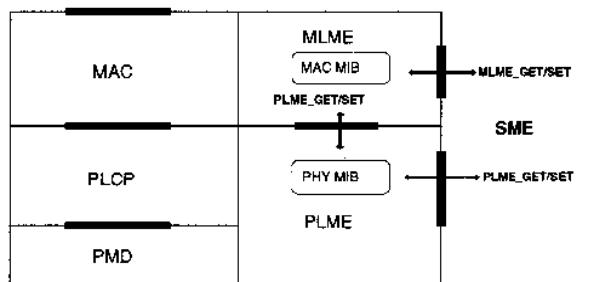 MLME
MAC
MAC MIB
MLME_GET/SET
PLME_GET/SET
SME
PLCP
PHY MIB
PLME_GET/SET
PLME
PMD